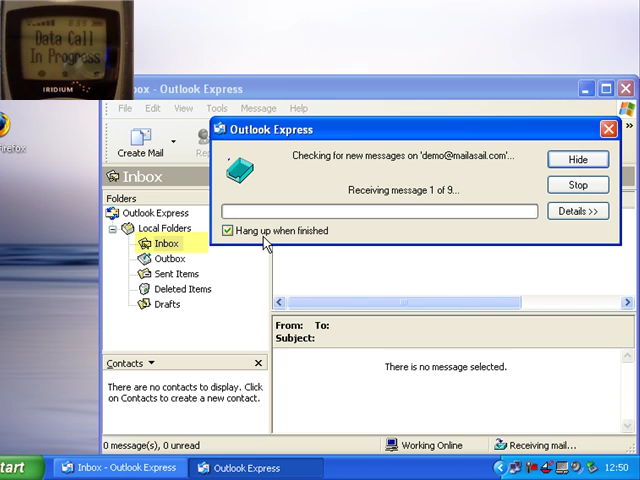 Data Call
In Progress
IRIDIUM
box - Outlook Express
File Edit View Tools Message Help
Create Mail
Inbox
Folders
Outlook Express
Local Folders
Inbox
Outbox
Sent Items
Deleted Items
Drafts
Outlook Express
Checking for new messages on 'demo@mailasail.com'...
Receiving message 1 of 9...
Hang up when finished
Hide
Stop
Details >>
From: To:
Subject:
There is no message selected.
Contacts
There are no contacts to display. Click
on Contacts to create a new contact.
0 message(s), 0 unread
Working Online
Receiving mail...
start
Inbox - Outlook Express
Outlook Express
12:50